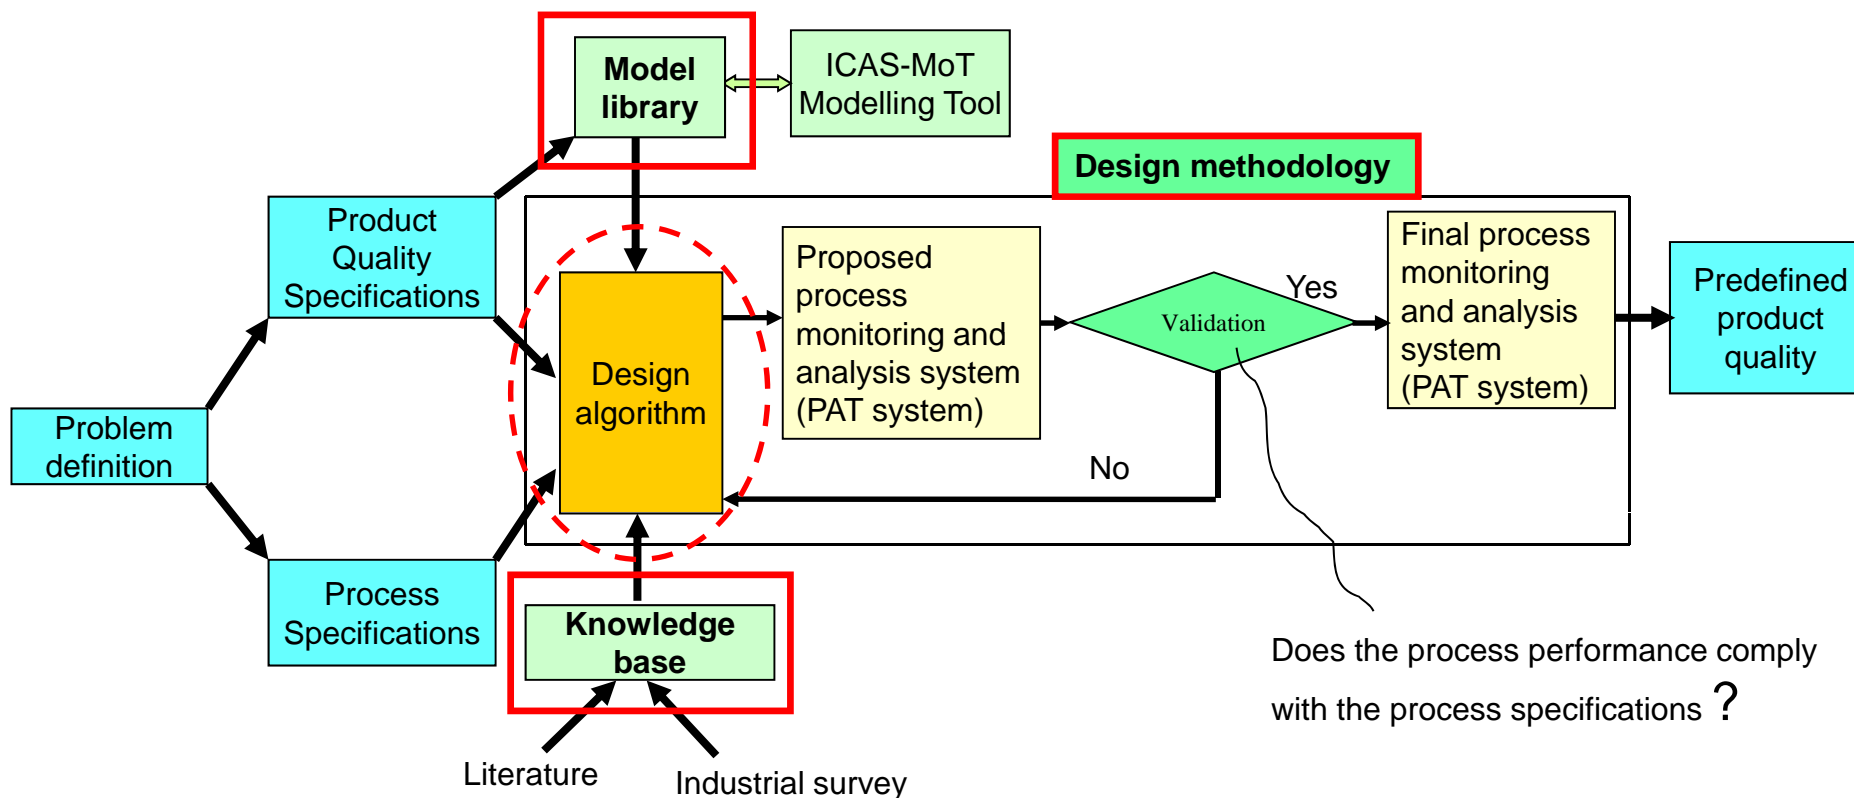 Model
library
ICAS-MoT
Modelling Tool
Design methodology
Product
Quality
Specifications
Proposed
process
monitoring and
analysis system
(PAT system)
Validation
Yes
Final process
monitoring
and analysis
system
(PAT system)
Predefined
product
quality
Design
algorithm
Problem
definition
No
Process
Specifications
Knowledge
base
Does the process performance comply
with the process specifications ?
Literature
Industrial survey